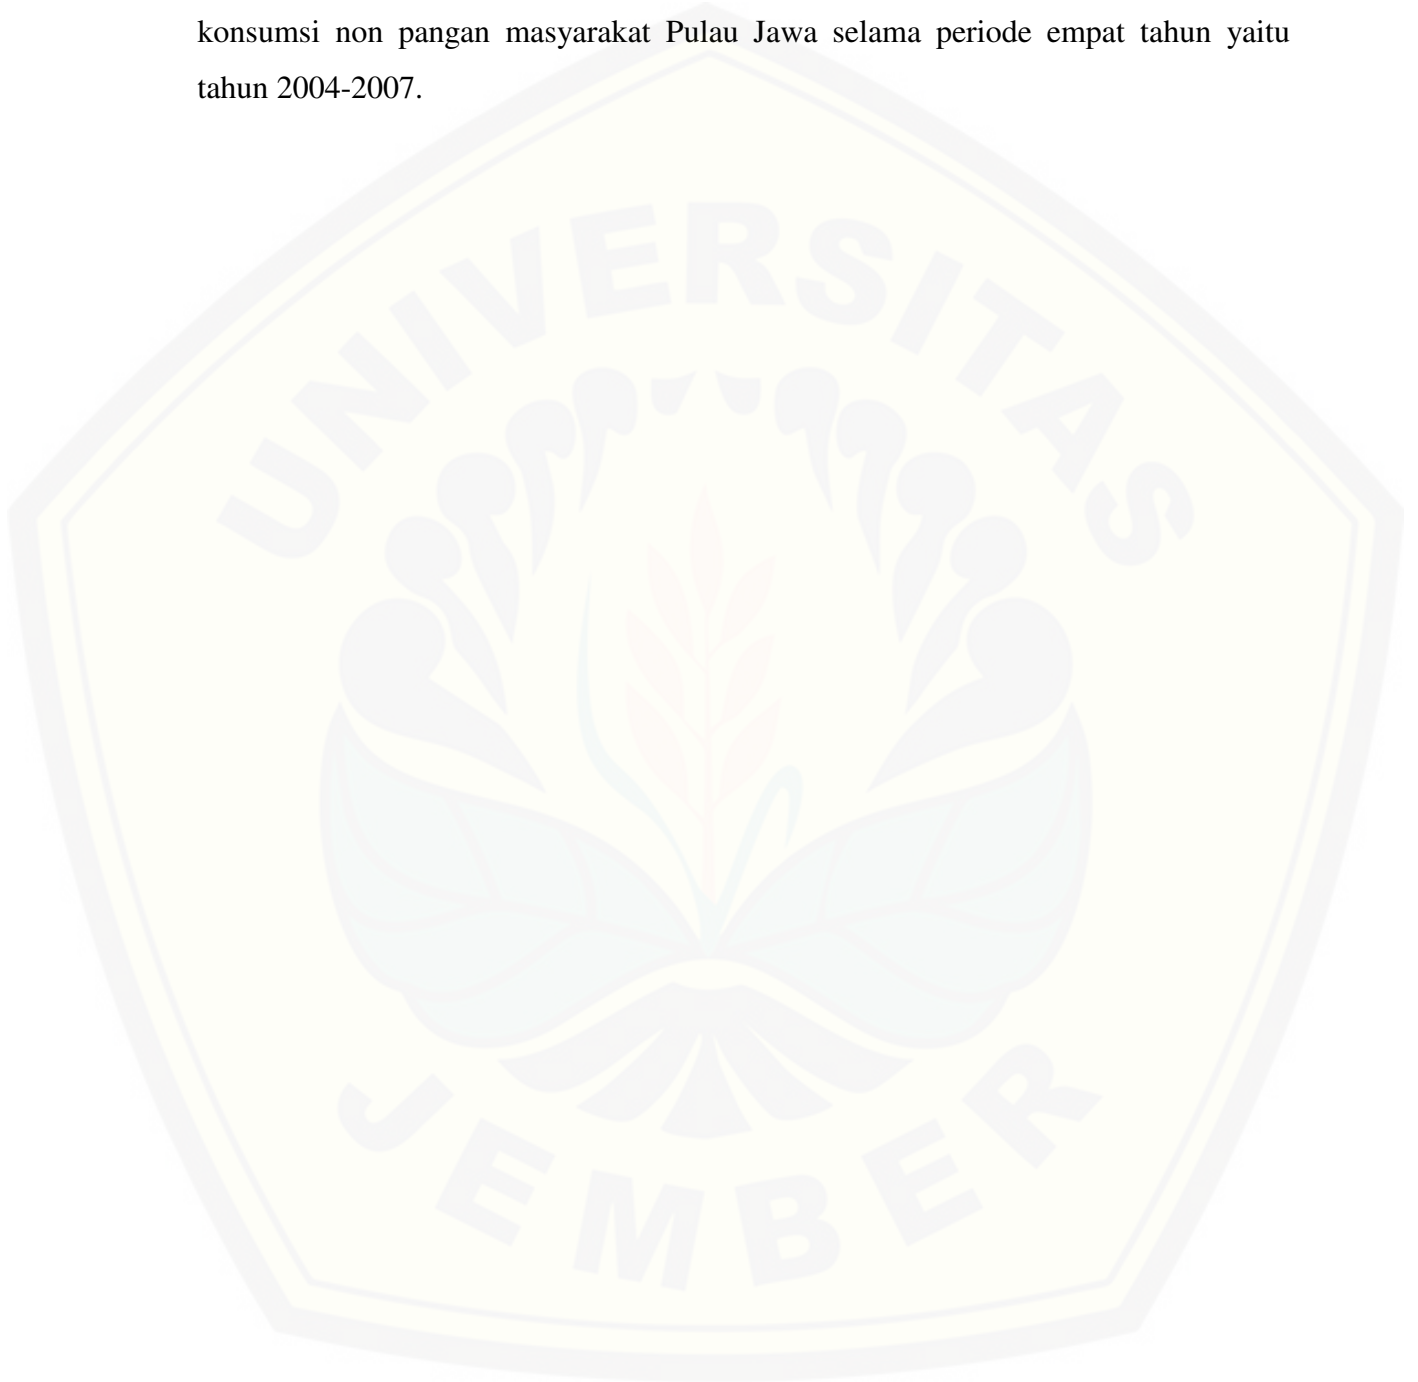 konsumsi non pangan masyarakat Pulau Jawa selama periode empat tahun yaitu
tahun 2004-2007.
UNIVERSITAS
JEMBER